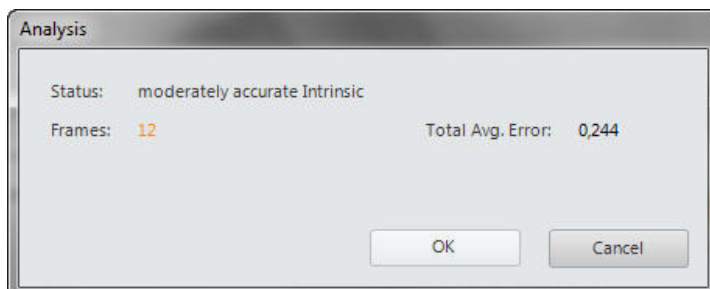 Analysis
Status: moderately accurate Intrinsic
Frames: 12 Total Avg. Error: 0,244
OK Cancel